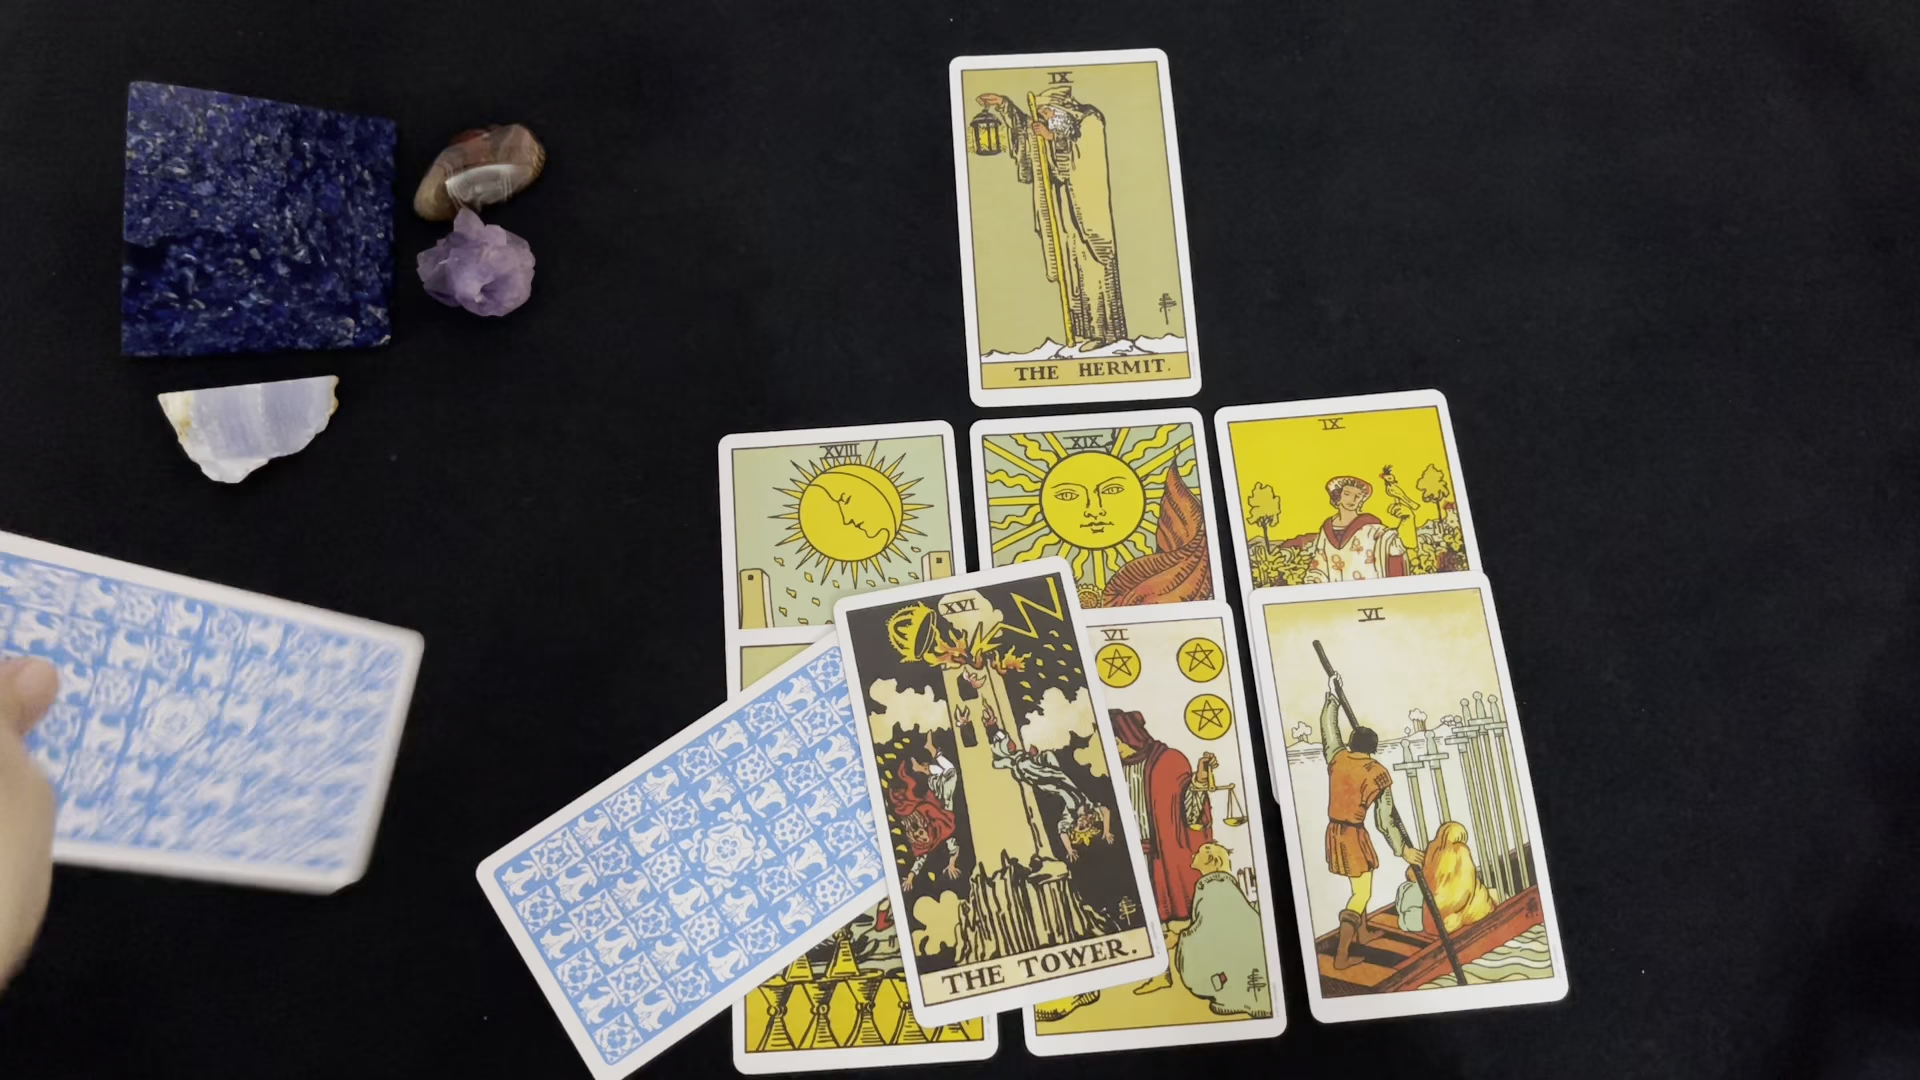 IX
THE HERMIT.
XVIII
XIX
IX
XVI
THE TOWER.
VI
VI